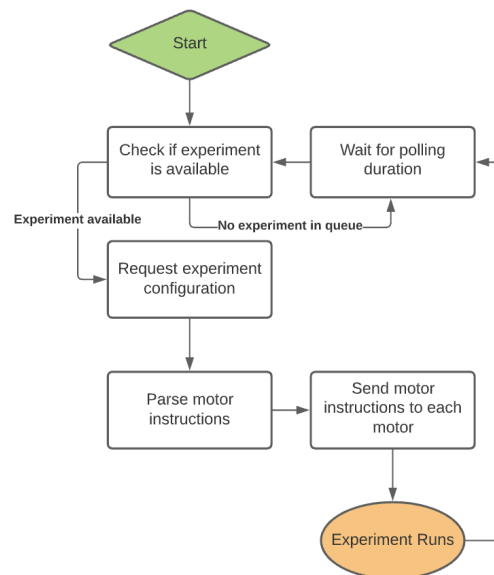 Start
Check if experiment
is available
Wait for polling
duration
Experiment available
No experiment in queue
Request experiment
configuration
Parse motor
instructions
Send motor
instructions to each
motor
Experiment Runs